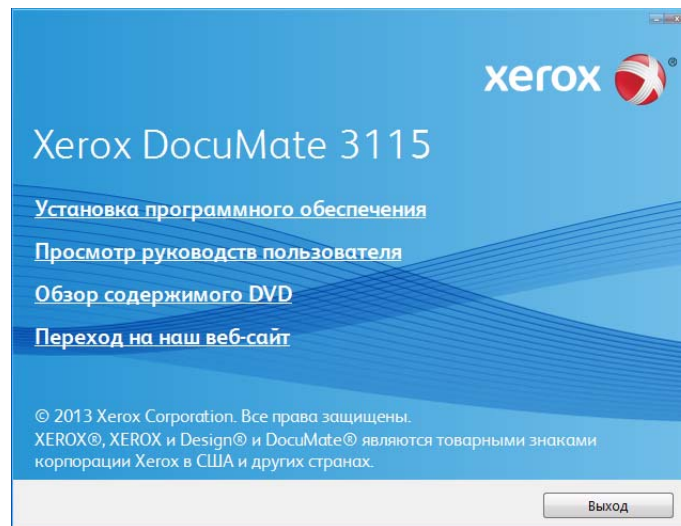 xerox ®
Xerox DocuMate 3115
Установка программного обеспечения
Просмотр руководств пользователя
Обзор содержимого DVD
Переход на наш веб-сайт
© 2013 Xerox Corporation. Все права защищены.
XEROX®, XEROX и Design® и DocuMate® являются товарными знаками
корпорации Xerox в США и других странах.
Выход